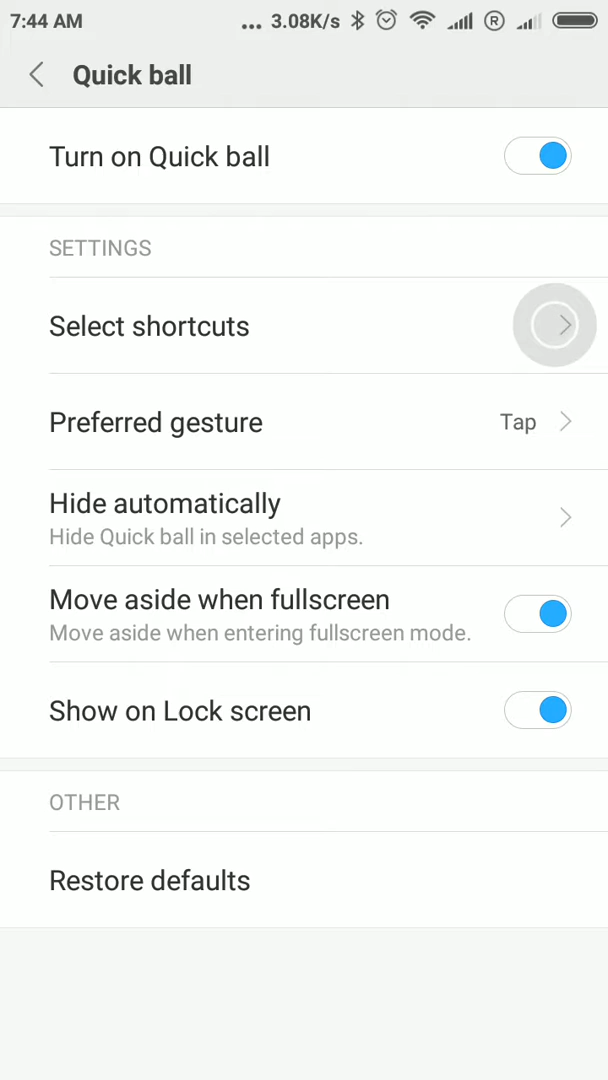 7:44 AM ... 3.08K/s R
Quick ball
Turn on Quick ball
SETTINGS
Select shortcuts
Preferred gesture Tap
Hide automatically
Hide Quick ball in selected apps.
Move aside when fullscreen
Move aside when entering fullscreen mode.
Show on Lock screen
OTHER
Restore defaults